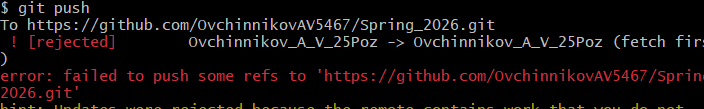 $ git push
To https://github.com/OvchinnikovAV5467/Spring_2026.git
 ! [rejected]        Ovchinnikov_A_V_25Poz -> Ovchinnikov_A_V_25Poz (fetch firs
)
error: failed to push some refs to 'https://github.com/OvchinnikovAV5467/Sprin
2026.git'
hint: Updates were rejected because the remote contains work that you do not